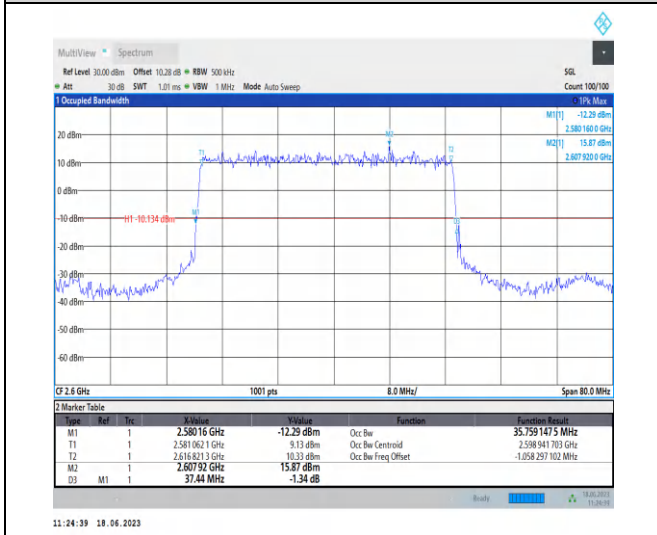 MultiView Spectrum
Ref Level 30.00 dBm Offset 10.28 dB RBW 500 kHz SGL
Att 30 dB SWT 1.01 ms VBW 1 MHz Mode Auto Sweep Count 100/100
1 Occupied Bandwidth 1Pk Max
M1[1] -12.29 dBm
2.580 160 0 GHz
M2[1] 15.87 dBm
2.607 920 0 GHz
20 dBm
M2
T1
T2
10 dBm
0 dBm
M1
-10 dBm
H1 -10.134 dBm
D3
-20 dBm
-30 dBm
-40 dBm
-50 dBm
-60 dBm
CF 2.6 GHz 1001 pts 8.0 MHz/ Span 80.0 MHz
2 Marker Table
Type Ref Trc X-Value Y-Value Function Function Result
M1 1 2.58016 GHz -12.29 dBm Occ Bw 35.759 147 5 MHz
T1 1 2.581 062 1 GHz 9.13 dBm Occ Bw Centroid 2.598 941 703 GHz
T2 1 2.616 821 3 GHz 10.33 dBm Occ Bw Freq Offset -1.058 297 102 MHz
M2 1 2.607 92 GHz 15.87 dBm
D3 M1 1 37.44 MHz -1.34 dB
Ready 18.06.2023
11:24:39
11:24:39 18.06.2023